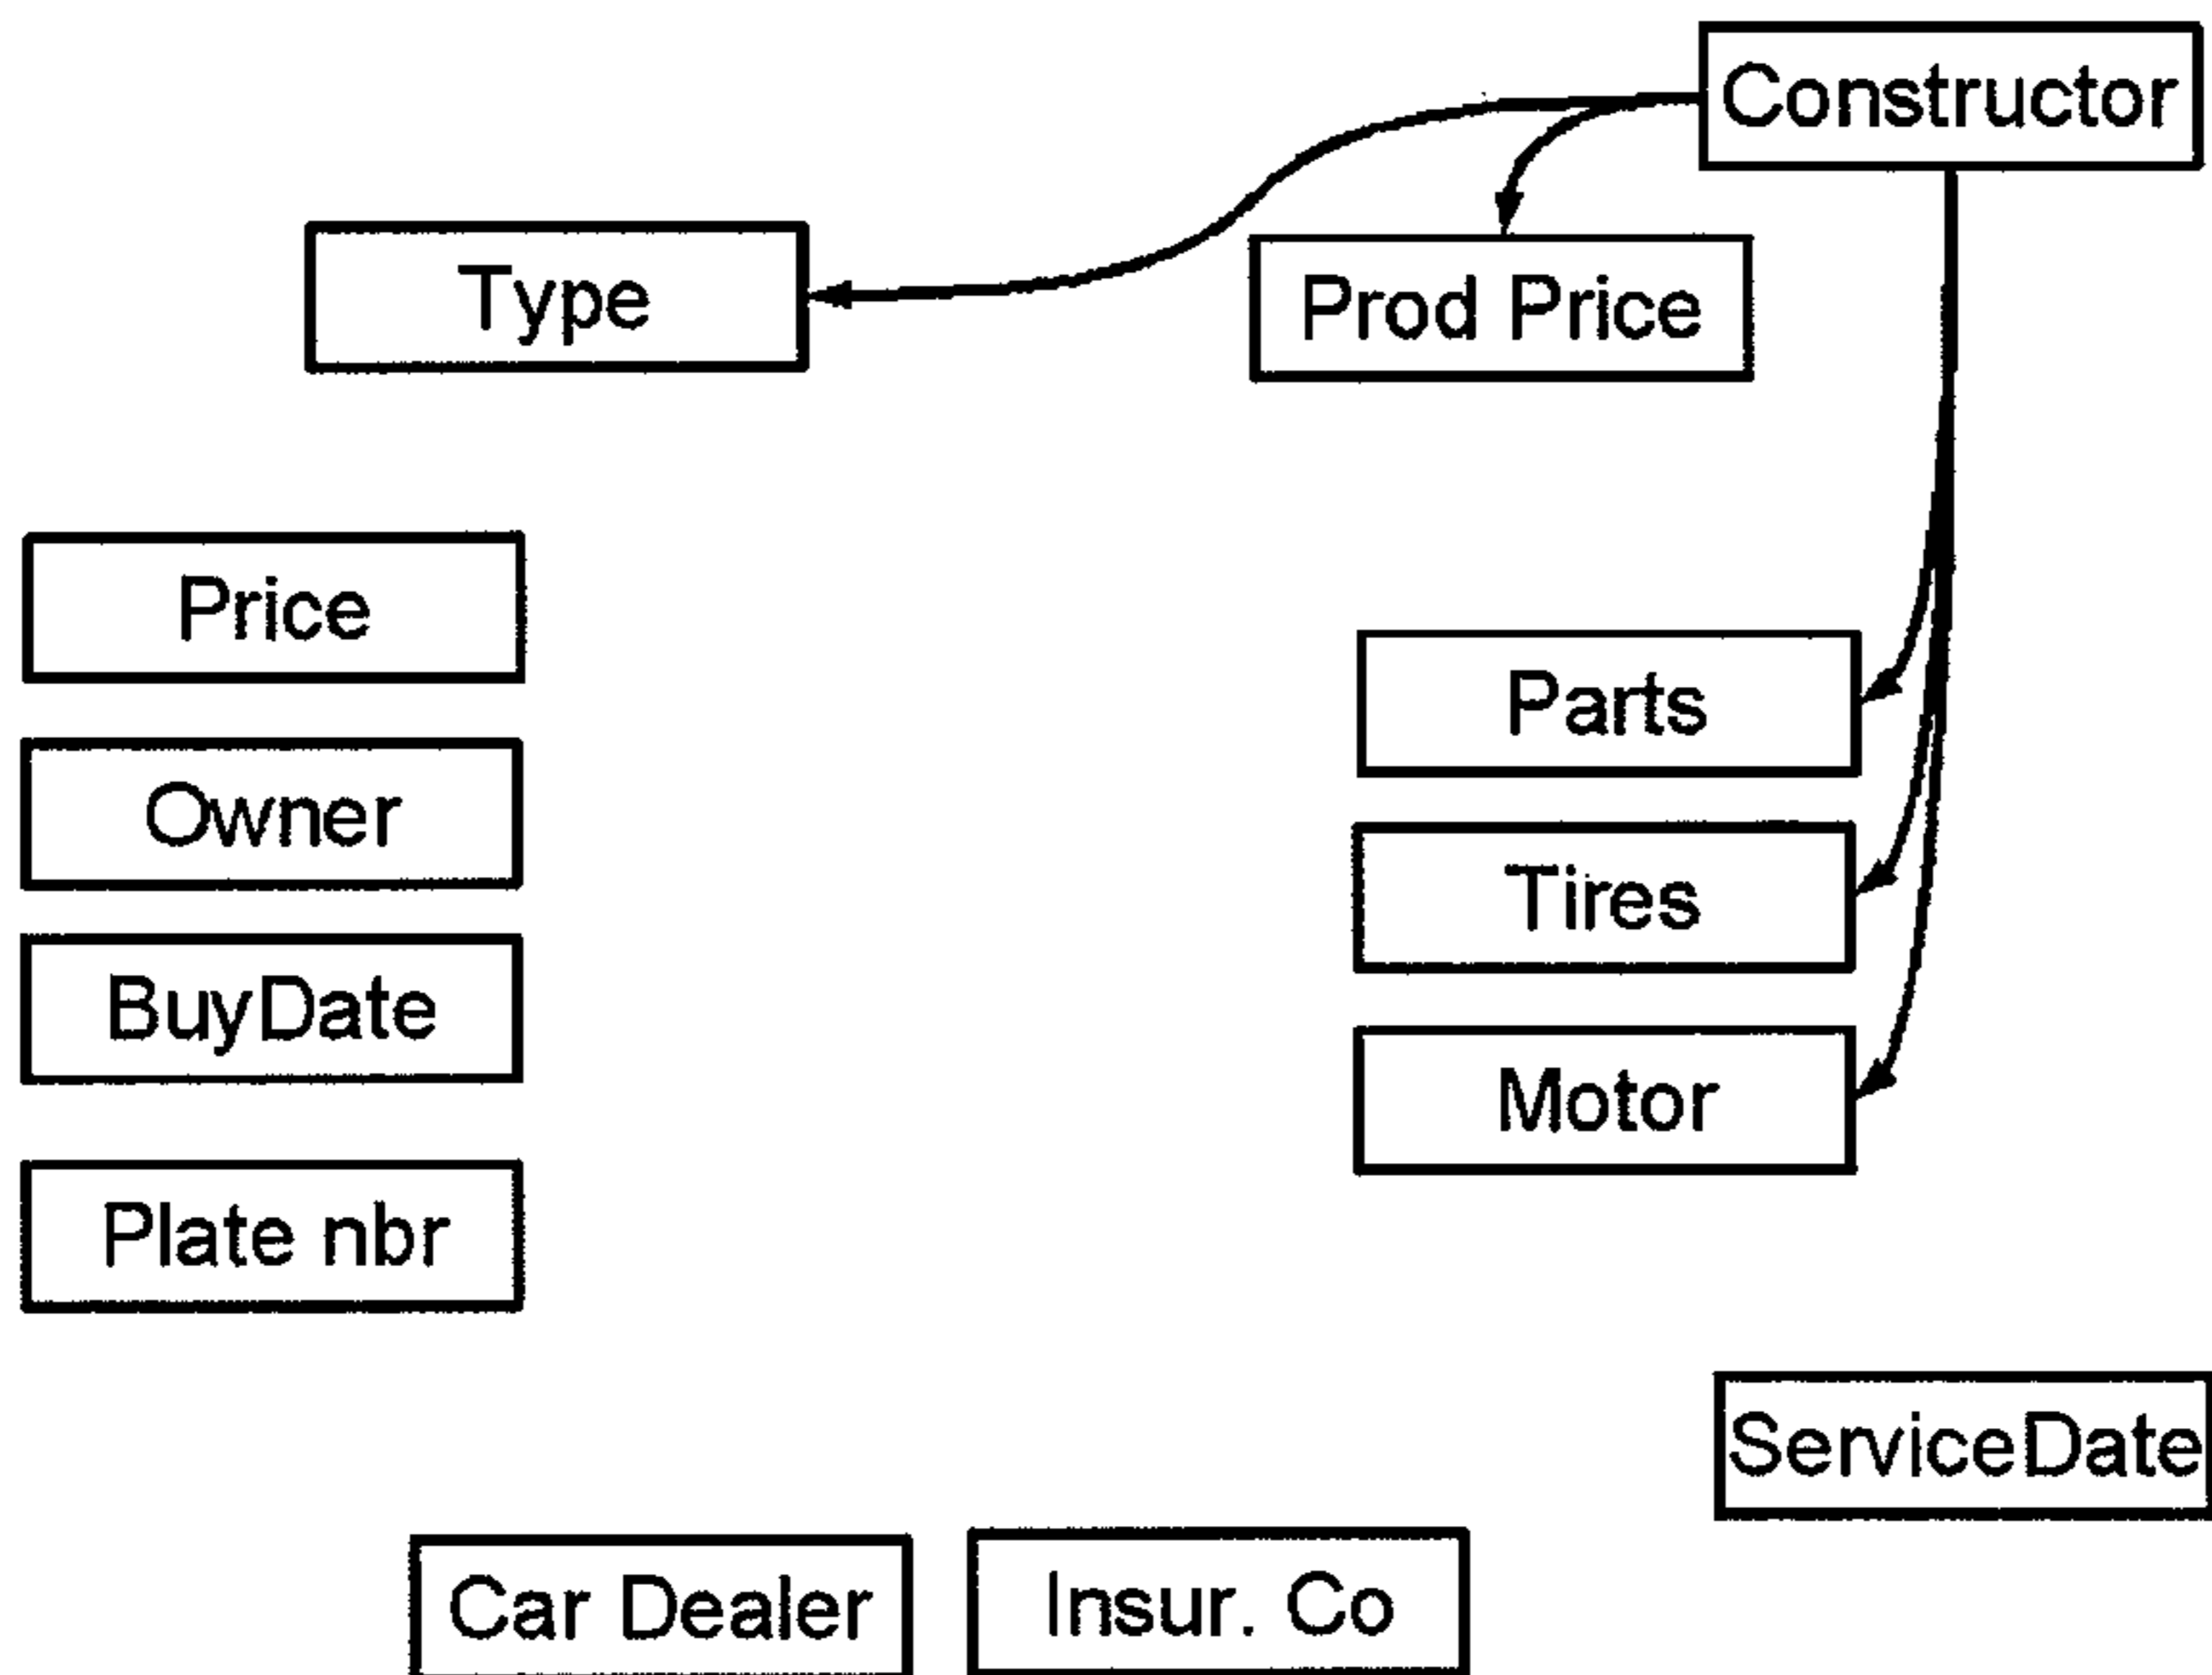 Constructor
Type
Prod Price
Price
Parts
Owner
Tires
BuyDate
Motor
Plate nbr
ServiceDate
Car Dealer
Insur. Co